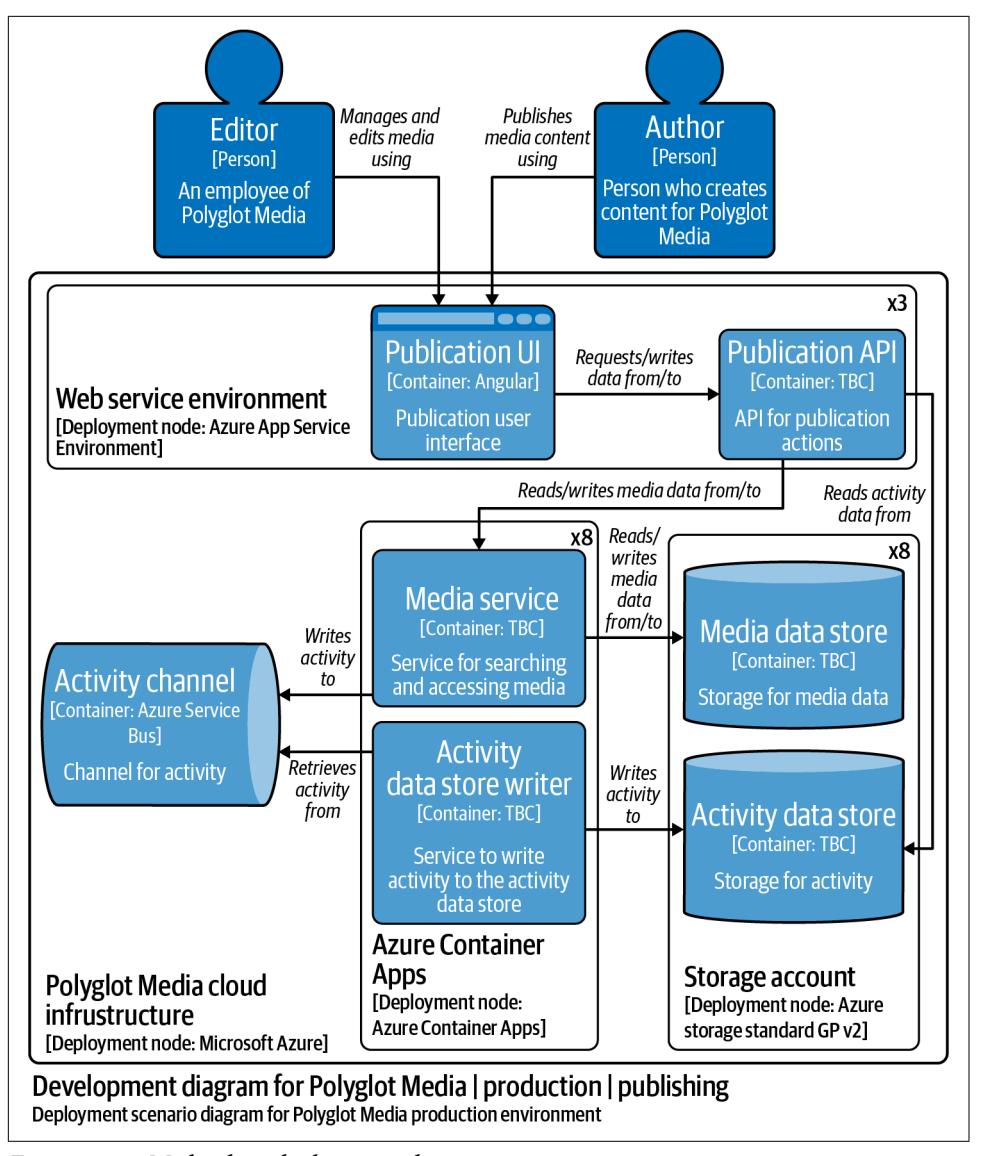 Editor
[Person]
An employee of
Polyglot Media
Manages and
edits media
using
Publishes
media content
using
Author
[Person]
Person who creates
content for Polyglot
Media
x3
Web service environment
[Deployment node: Azure App Service
Environment]
Publication UI
[Container: Angular]
Publication user
interface
Requests/writes
data from/to
Publication API
[Container: TBC]
API for publication
actions
Reads/writes media data from/to
Reads activity
data from
x8
Media service
[Container: TBC]
Service for searching
and accessing media
Reads/
writes
media
data
from/to
x8
Media data store
[Container: TBC]
Storage for media data
Writes
activity
to
Activity channel
[Container: Azure Service
Bus]
Channel for activity
Retrieves
activity
from
Activity
data store writer
[Container: TBC]
Service to write
activity to the activity
data store
Writes
activity
to
Activity data store
[Container: TBC]
Storage for activity
Azure Container
Apps
[Deployment node:
Azure Container Apps]
Storage account
[Deployment node: Azure
storage standard GP v2]
Polyglot Media cloud
infrustructure
[Deployment node: Microsoft Azure]
Development diagram for Polyglot Media | production | publishing
Deployment scenario diagram for Polyglot Media production environment